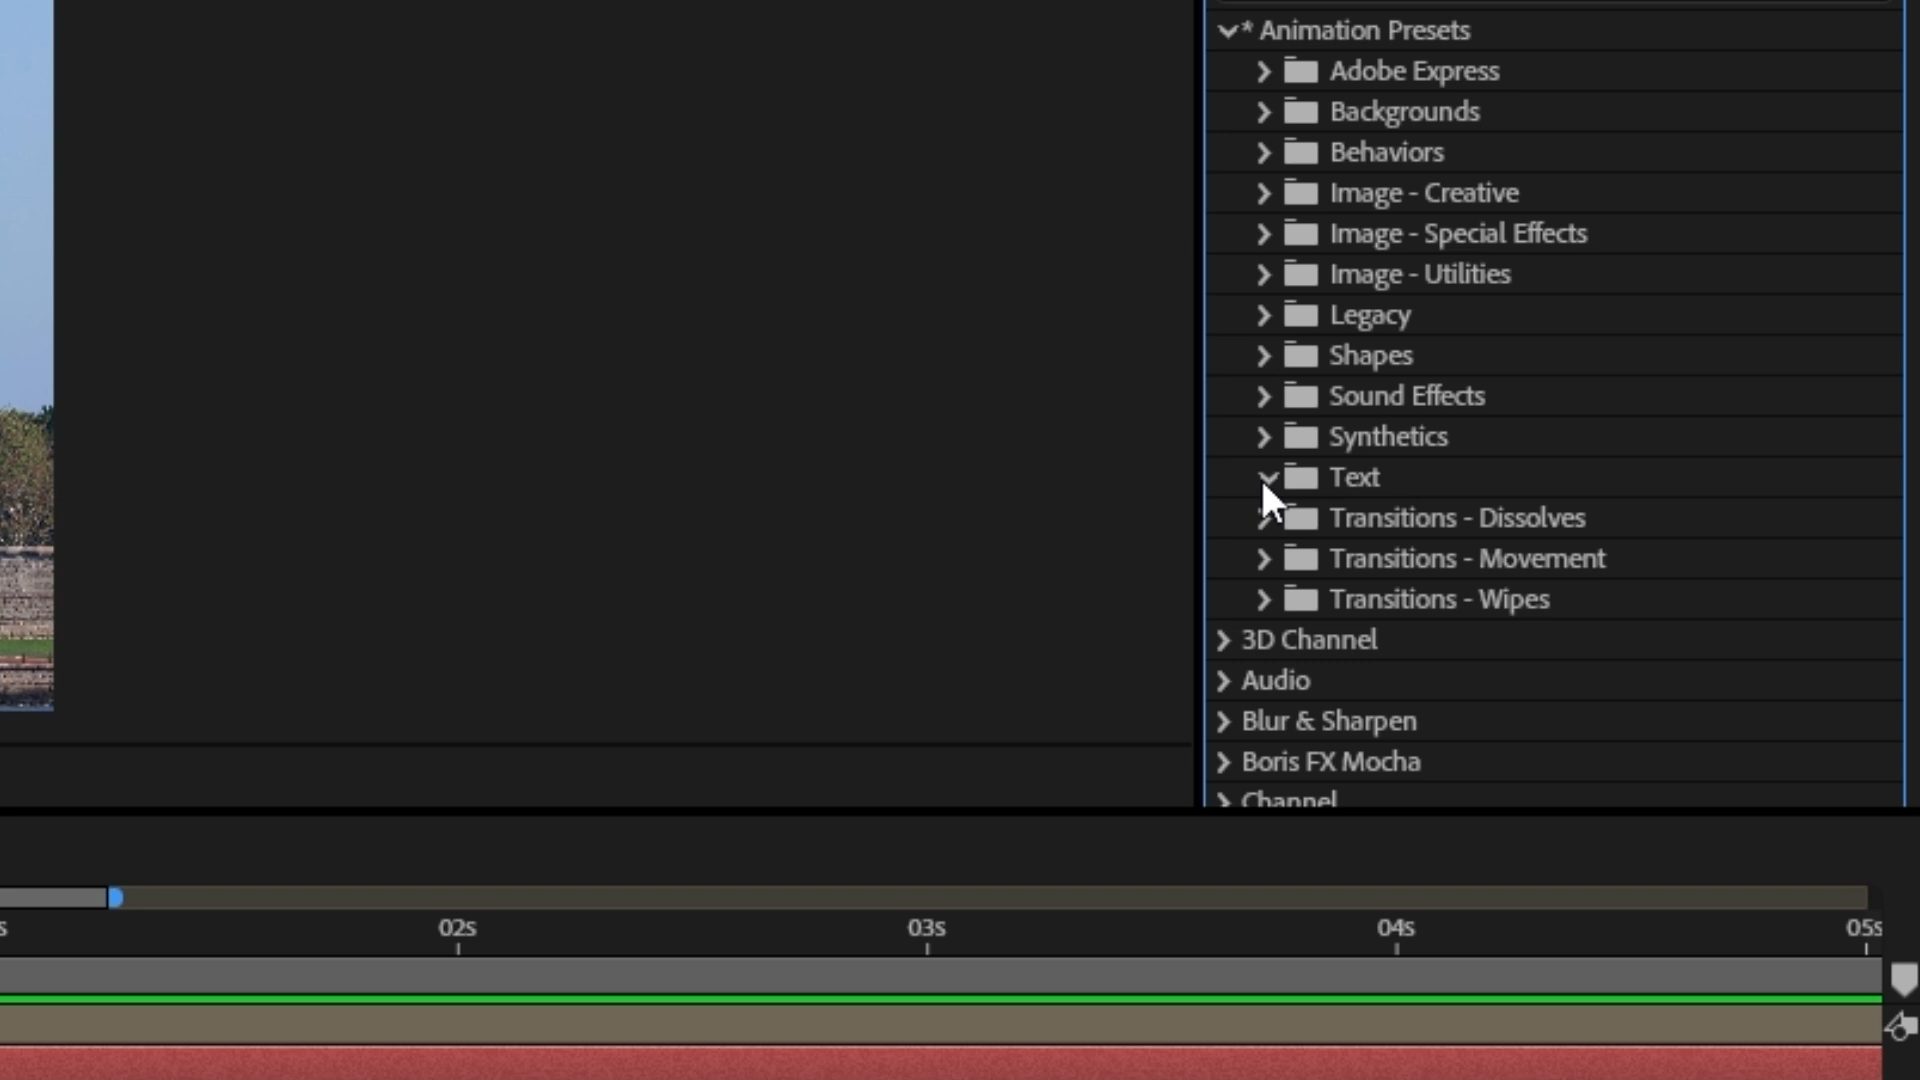 * Animation Presets
Adobe Express
Backgrounds
Behaviors
Image - Creative
Image - Special Effects
Image - Utilities
Legacy
Shapes
Sound Effects
Synthetics
Text
Transitions - Dissolves
Transitions - Movement
Transitions - Wipes
3D Channel
Audio
Blur & Sharpen
Boris FX Mocha
Channel
s 02s 03s 04s 05s